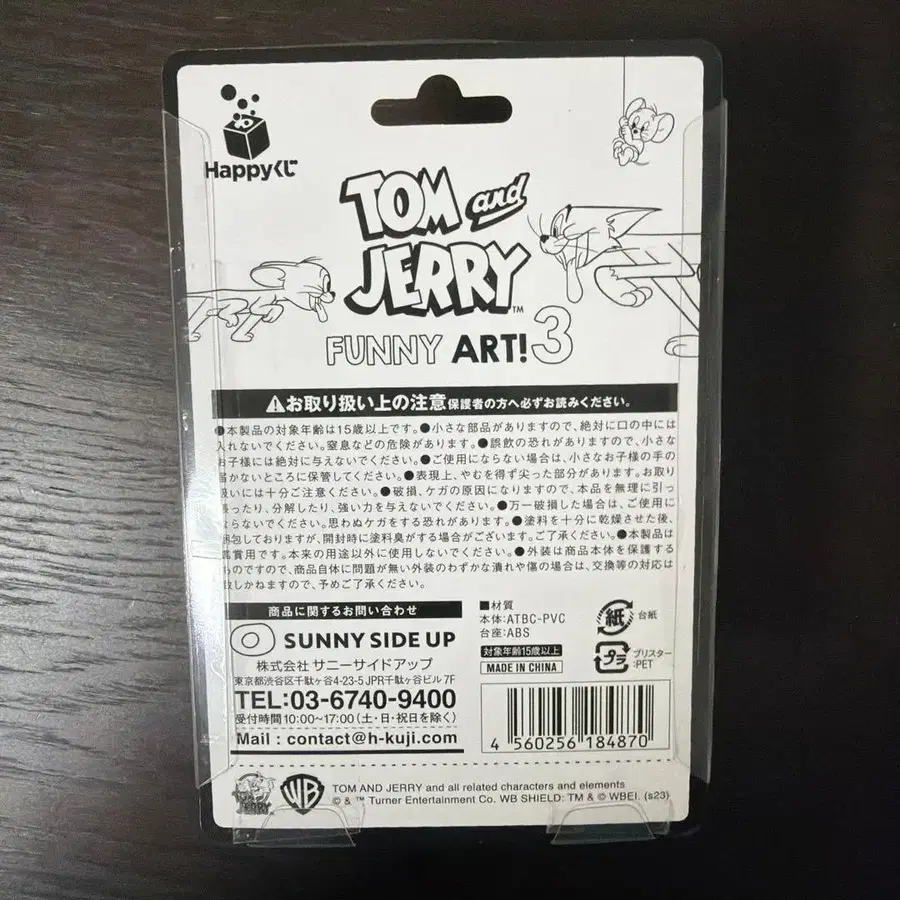 Happyくじ
TOM and
JERRY™
FUNNY ART!3
お取り扱い上の注意 保護者の方へ必ずお読みください。
●本製品の対象年齢は15歳以上です。●小さな部品がありますので、絶対に口の中には
入れないでください。窒息などの危険があります。●誤飲の恐れがありますので、小さな
お子様には絶対に与えないでください。●ご使用にならない場合は、小さなお子様の手の
届かないところに保管してください。●表現上、やむを得ず尖った部分があります。お取り
扱いには十分ご注意ください。●破損、ケガの原因になりますので、本品を無理に引っ
張ったり、分解したり、強い力を与えないでください。●万一破損した場合は、ご使用に
ならないでください。思わぬケガをする恐れがあります。●塗料を十分に乾燥させた後、
梱包しておりますが、開封時に塗料臭がする場合がございます。ご了承ください。●本製品は
鑑賞用です。本来の用途以外に使用しないでください。●外装は商品本体を保護する
ものですので、商品自体に問題が無い外装のわずかな潰れや傷の場合は、交換等の対応は
致しかねますので、予めご了承ください。
商品に関するお問い合わせ
SUNNY SIDE UP
株式会社 サニーサイドアップ
東京都渋谷区千駄ヶ谷4-23-5 JPR千駄ヶ谷ビル 7F
TEL:03-6740-9400
受付時間10:00〜17:00(土・日・祝日を除く)
Mail : contact@h-kuji.com
■材質
本体:ATBC-PVC
台座:ABS
対象年齢15歳以上
MADE IN CHINA
紙
台紙
プラ
ブリスター
:PET
4 560256 184870
TOM and JERRY
WB
TOM AND JERRY and all related characters and elements
© & ™ Turner Entertainment Co. WB SHIELD: TM & © WBEI. (s23)